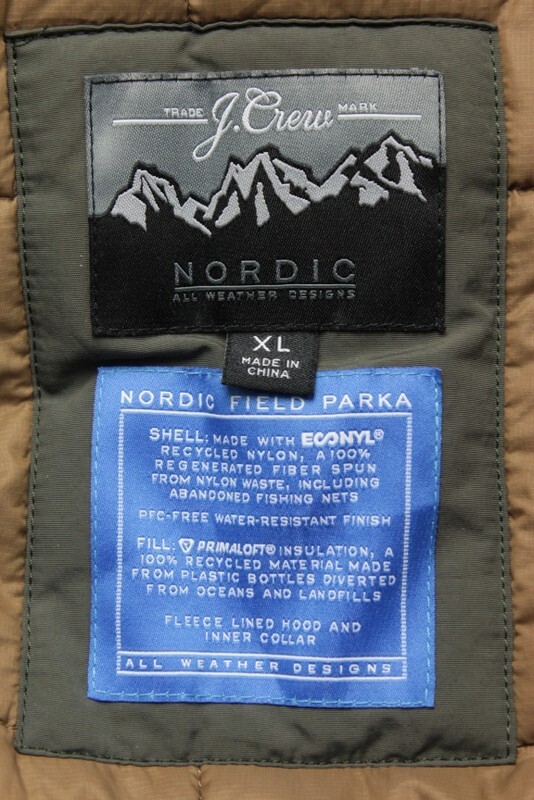 TRADE J.Crew MARK
NORDIC
ALL WEATHER DESIGNS
XL
MADE IN
CHINA
NORDIC FIELD PARKA
SHELL: MADE WITH ECONYL®
RECYCLED NYLON, A 100%
REGENERATED FIBER SPUN
FROM NYLON WASTE, INCLUDING
ABANDONED FISHING NETS
PFC-FREE WATER-RESISTANT FINISH
FILL: PRIMALOFT® INSULATION, A
100% RECYCLED MATERIAL MADE
FROM PLASTIC BOTTLES DIVERTED
FROM OCEANS AND LANDFILLS
FLEECE LINED HOOD AND
INNER COLLAR
ALL WEATHER DESIGNS